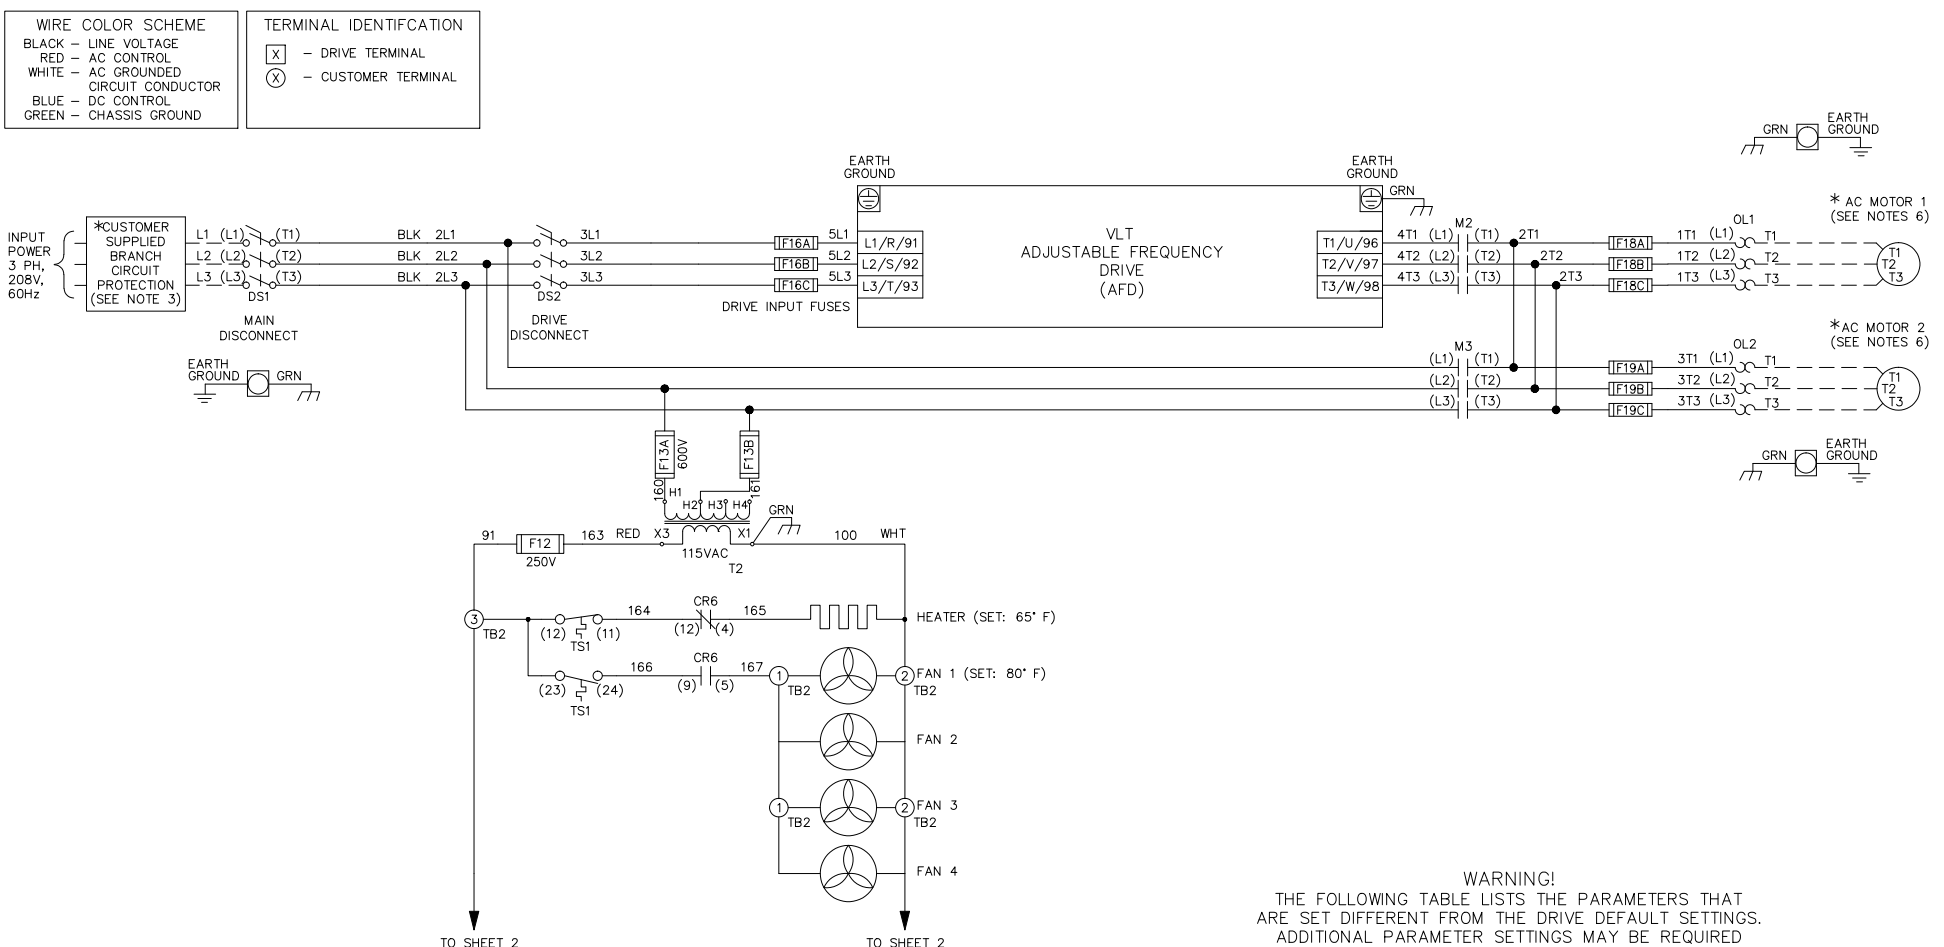 WIRE COLOR SCHEME
BLACK – LINE VOLTAGE
RED – AC CONTROL
WHITE – AC GROUNDED
CIRCUIT CONDUCTOR
BLUE – DC CONTROL
GREEN – CHASSIS GROUND
TERMINAL IDENTIFCATION
X – DRIVE TERMINAL
X – CUSTOMER TERMINAL
GRN EARTH
GROUND
INPUT
POWER
3 PH,
208V,
60Hz
*CUSTOMER
SUPPLIED
BRANCH
CIRCUIT
PROTECTION
(SEE NOTE 3)
L1 (L1) (T1) BLK 2L1 3L1 F16A 5L1
L2 (L2) (T2) BLK 2L2 3L2 F16B 5L2
L3 (L3) (T3) BLK 2L3 3L3 F16C 5L3
DS1
MAIN
DISCONNECT
DS2
DRIVE
DISCONNECT
DRIVE INPUT FUSES
EARTH
GROUND
EARTH
GROUND
GRN
L1/R/91
L2/S/92
L3/T/93
VLT
ADJUSTABLE FREQUENCY
DRIVE
(AFD)
T1/U/96
T2/V/97
T3/W/98
M2
4T1 (L1) (T1) 2T1 F18A 1T1 (L1) T1
4T2 (L2) (T2) 2T2 F18B 1T2 (L2) T2
4T3 (L3) (T3) 2T3 F18C 1T3 (L3) T3
OL1
* AC MOTOR 1
(SEE NOTES 6)
T1
T2
T3
EARTH
GROUND GRN
M3
(L1) (T1) F19A 3T1 (L1) T1
(L2) (T2) F19B 3T2 (L2) T2
(L3) (T3) F19C 3T3 (L3) T3
OL2
*AC MOTOR 2
(SEE NOTES 6)
T1
T2
T3
GRN EARTH
GROUND
F13A
600V
F13B
160
161
H1
H2 H3 H4
GRN
91 F12 163 RED X3 X1 100 WHT
250V
115VAC
T2
3
TB2
(12) (11)
TS1
164
CR6
(12) (4)
165
HEATER (SET: 65° F)
(23) (24)
TS1
166
CR6
(9) (5)
167
1
TB2
2
TB2
FAN 1 (SET: 80° F)
FAN 2
1
TB2
2
TB2
FAN 3
FAN 4
TO SHEET 2
TO SHEET 2
WARNING!
THE FOLLOWING TABLE LISTS THE PARAMETERS THAT
ARE SET DIFFERENT FROM THE DRIVE DEFAULT SETTINGS.
ADDITIONAL PARAMETER SETTINGS MAY BE REQUIRED